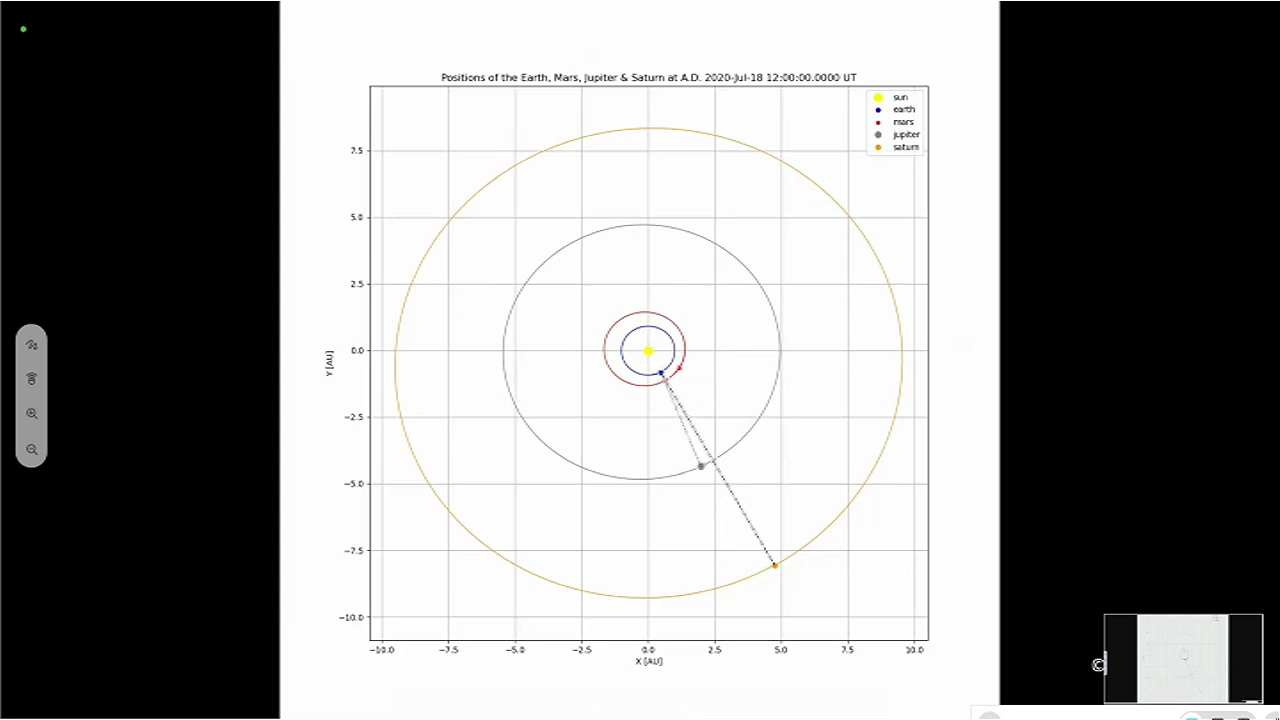 Positions of the Earth, Mars, Jupiter & Saturn at A.D. 2020-Jul-18 12:00:00.0000 UT
sun
earth
mars
jupiter
saturn
7.5
5.0
2.5
0.0
−2.5
−5.0
−7.5
−10.0
Y [AU]
−10.0 −7.5 −5.0 −2.5 0.0 2.5 5.0 7.5 10.0
X [AU]
©